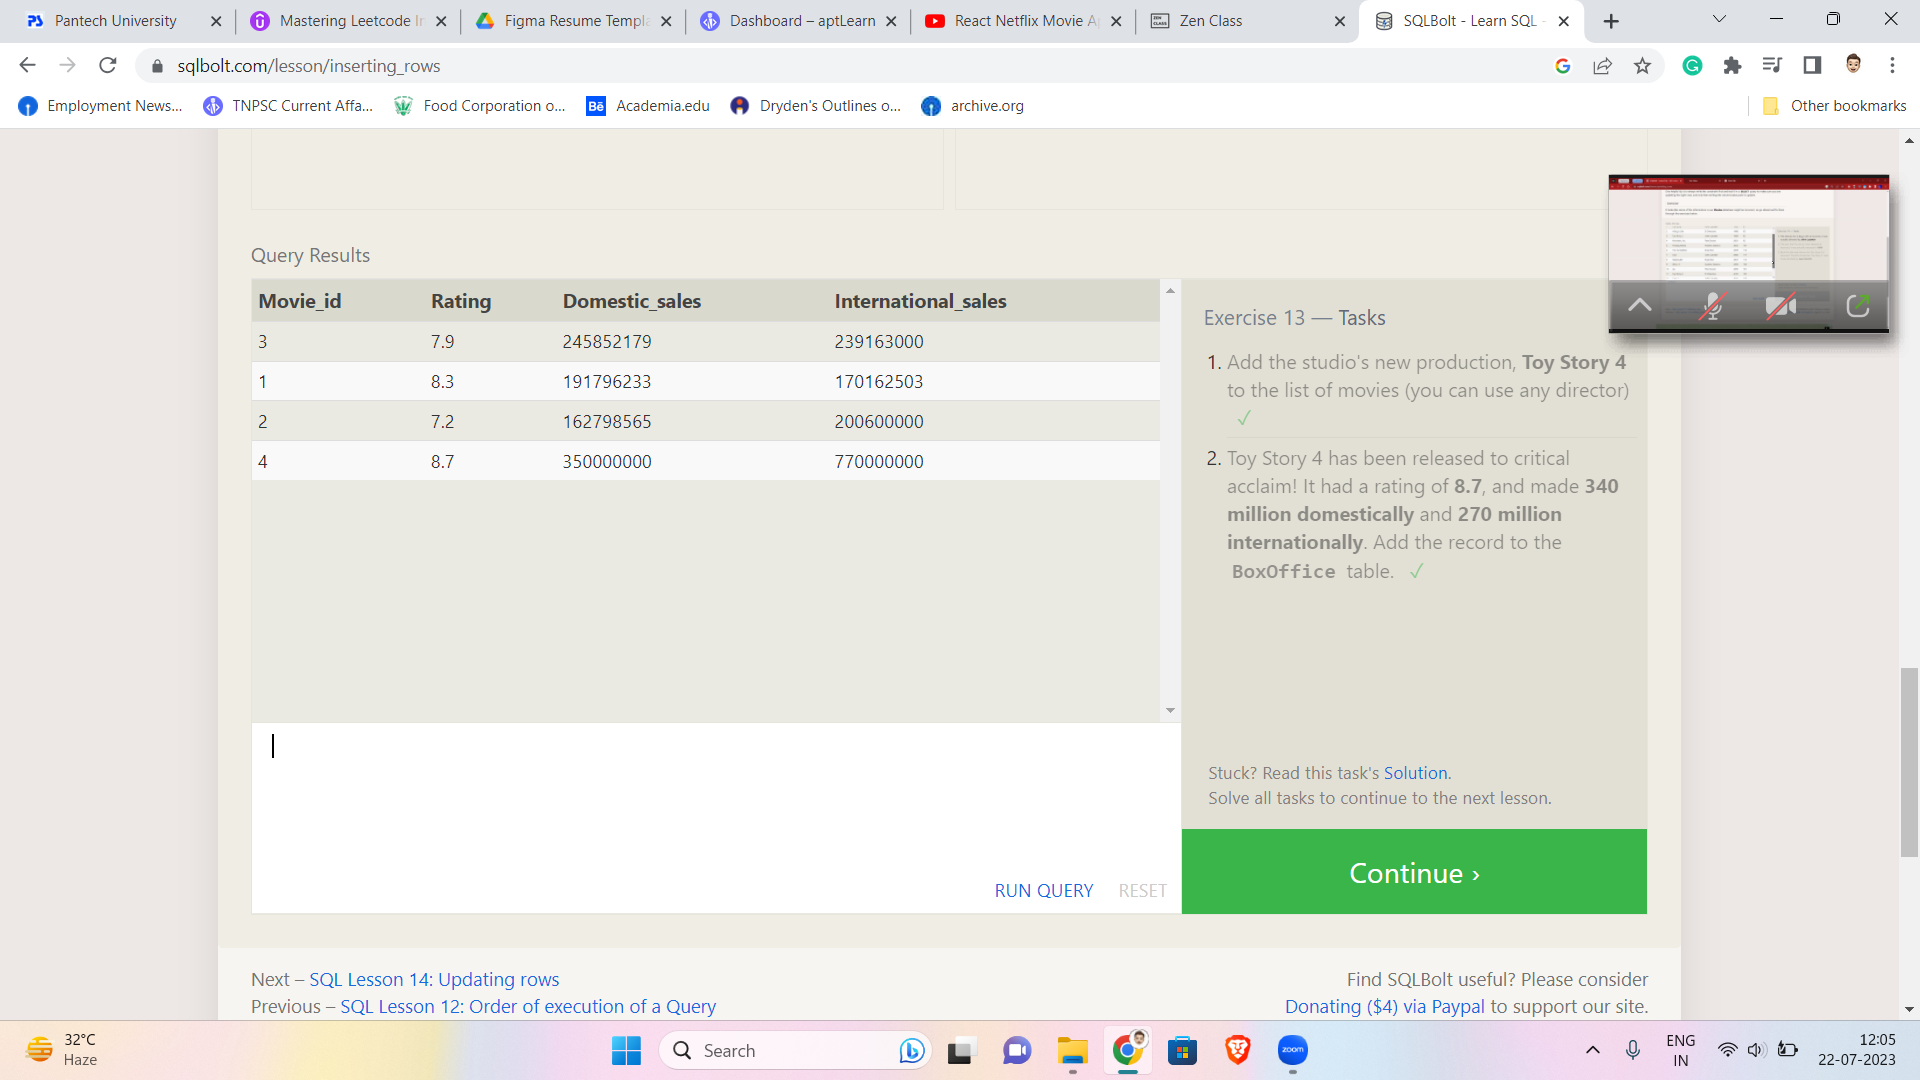 Pantech University
Mastering Leetcode In
Figma Resume Templa
Dashboard – aptLearn
React Netflix Movie A
Zen Class
SQLBolt - Learn SQL -
sqlbolt.com/lesson/inserting_rows
Employment News...
TNPSC Current Affa...
Food Corporation o...
Academia.edu
Dryden's Outlines o...
archive.org
Other bookmarks
Query Results
Movie_id Rating Domestic_sales International_sales
3 7.9 245852179 239163000
1 8.3 191796233 170162503
2 7.2 162798565 200600000
4 8.7 350000000 770000000
Exercise 13 — Tasks
1. Add the studio's new production, Toy Story 4
to the list of movies (you can use any director)
✓
2. Toy Story 4 has been released to critical
acclaim! It had a rating of 8.7, and made 340
million domestically and 270 million
internationally. Add the record to the
BoxOffice table. ✓
Stuck? Read this task's Solution.
Solve all tasks to continue to the next lesson.
RUN QUERY RESET
Continue ›
Next – SQL Lesson 14: Updating rows
Previous – SQL Lesson 12: Order of execution of a Query
Find SQLBolt useful? Please consider
Donating ($4) via Paypal to support our site.
32°C
Haze
Search
zoom
ENG
IN
12:05
22-07-2023